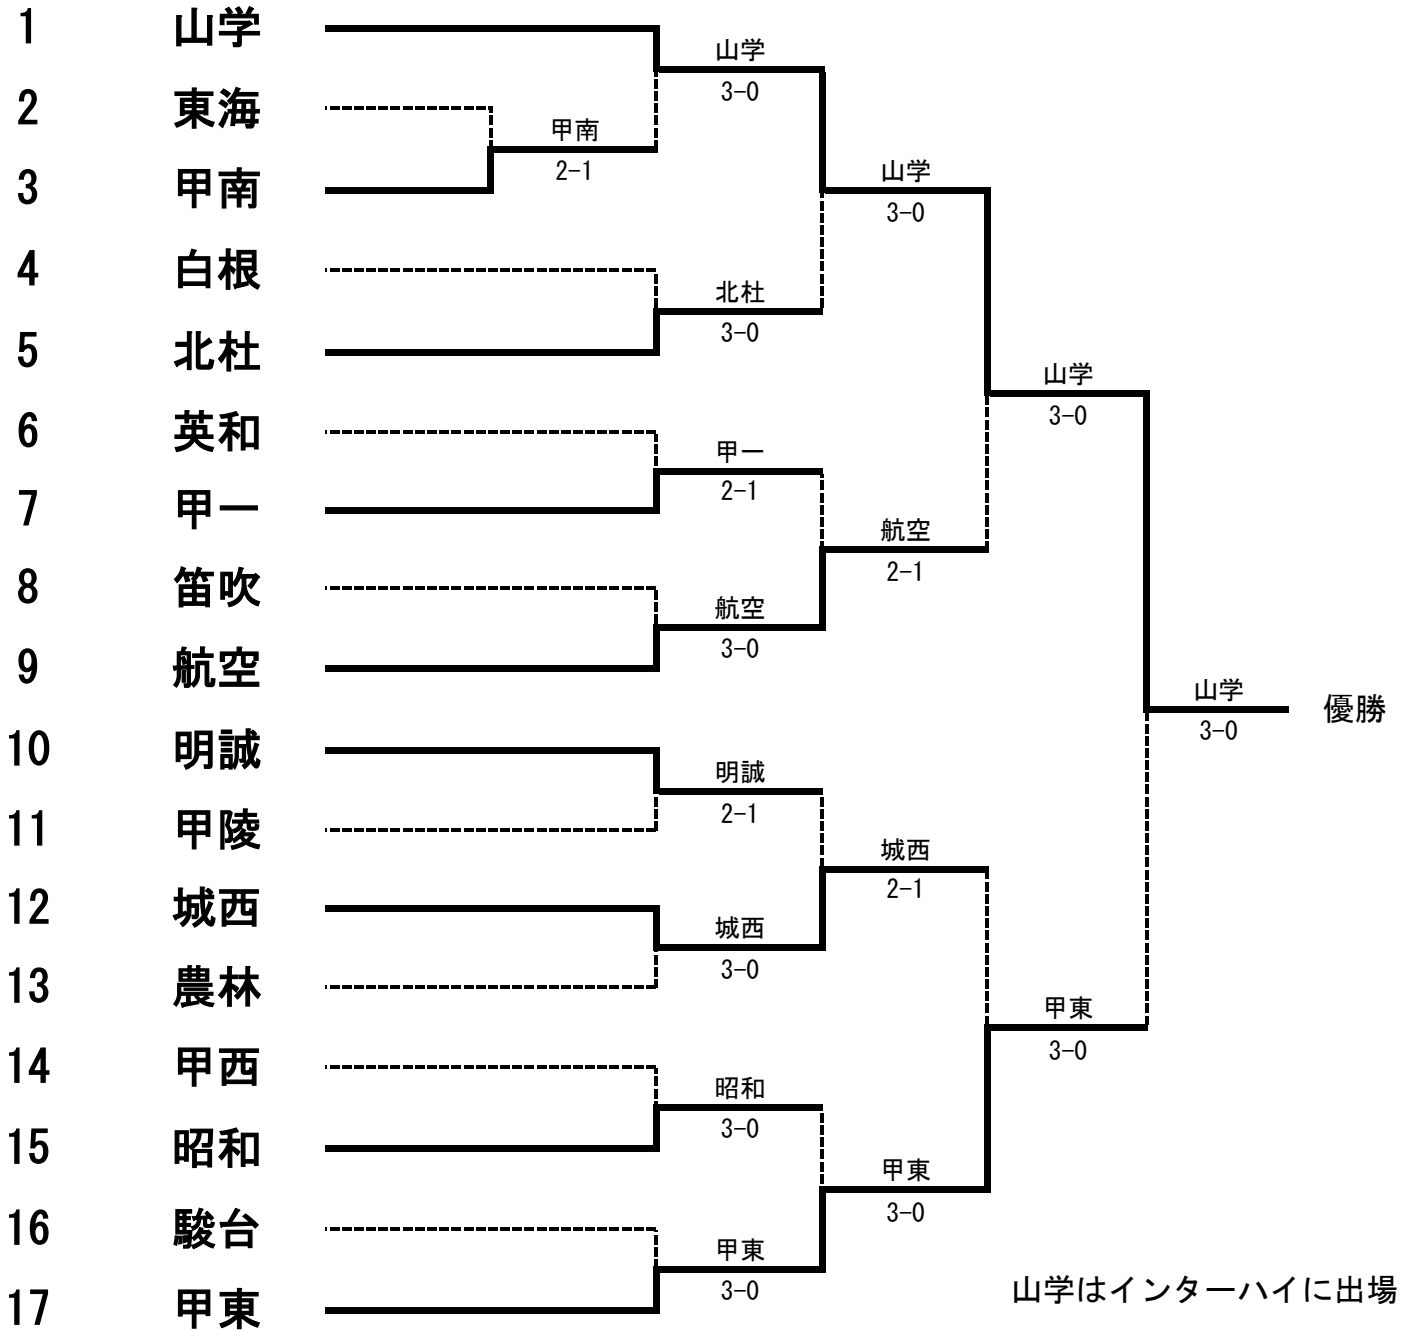 1 山学
山学
3-0
2 東海
甲南
2-1
3 甲南
山学
3-0
4 白根
北杜
3-0
5 北杜
山学
3-0
6 英和
甲一
2-1
7 甲一
航空
2-1
8 笛吹
航空
3-0
9 航空
山学
3-0
優勝
10 明誠
明誠
2-1
11 甲陵
城西
2-1
12 城西
城西
3-0
13 農林
甲東
3-0
14 甲西
昭和
3-0
15 昭和
甲東
3-0
16 駿台
甲東
3-0
17 甲東
山学はインターハイに出場